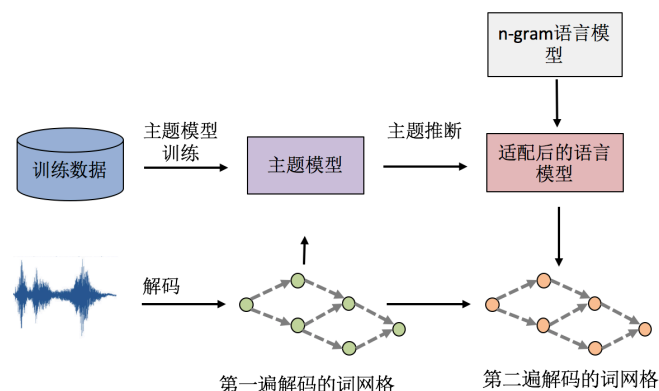 n-gram语言模
型
主题模型
训练
主题推断
训练数据
主题模型
适配后的语言
模型
解码
第一遍解码的词网格
第二遍解码的词网格